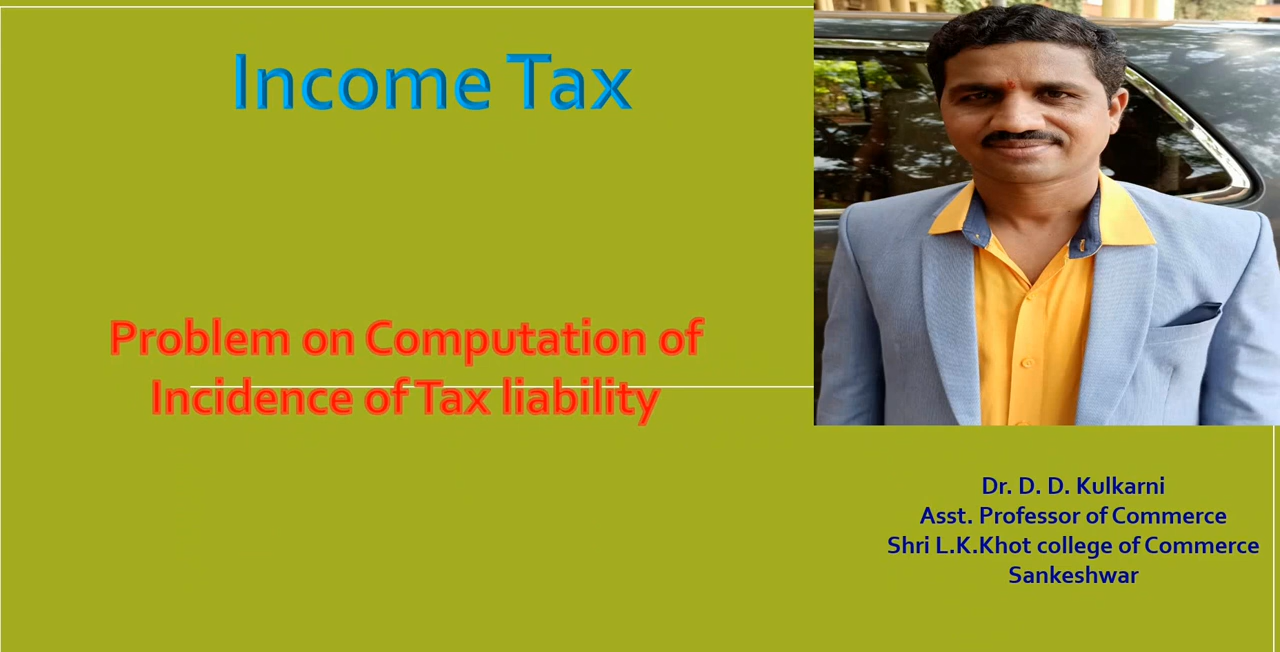 Income Tax
Problem on Computation of
Incidence of Tax liability
Dr. D. D. Kulkarni
Asst. Professor of Commerce
Shri L.K.Khot college of Commerce
Sankeshwar